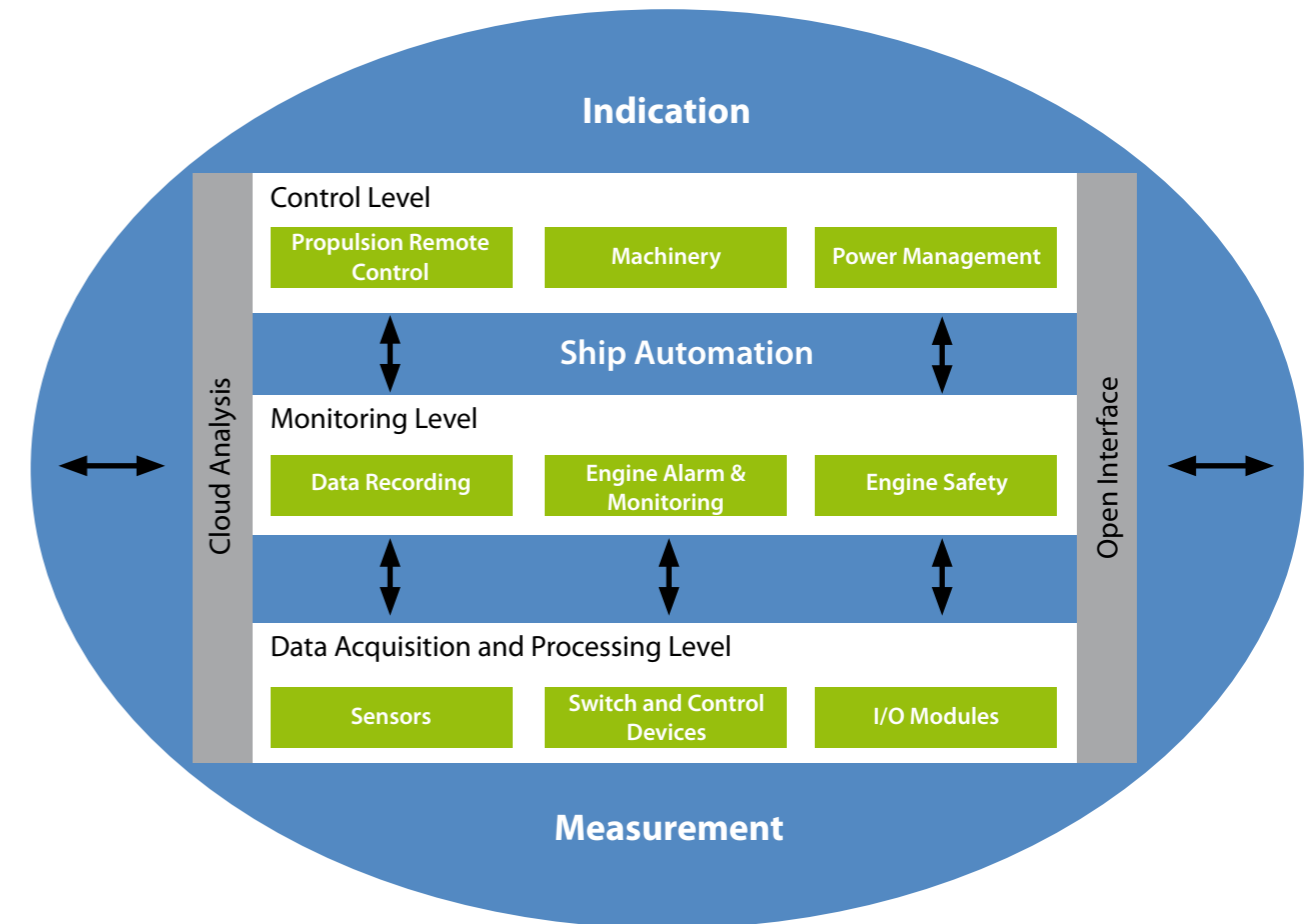 Indication
Control Level
Propulsion Remote
Control
Machinery
Power Management
Ship Automation
Cloud Analysis
Open Interface
Monitoring Level
Data Recording
Engine Alarm &
Monitoring
Engine Safety
Data Acquisition and Processing Level
Sensors
Switch and Control
Devices
I/O Modules
Measurement